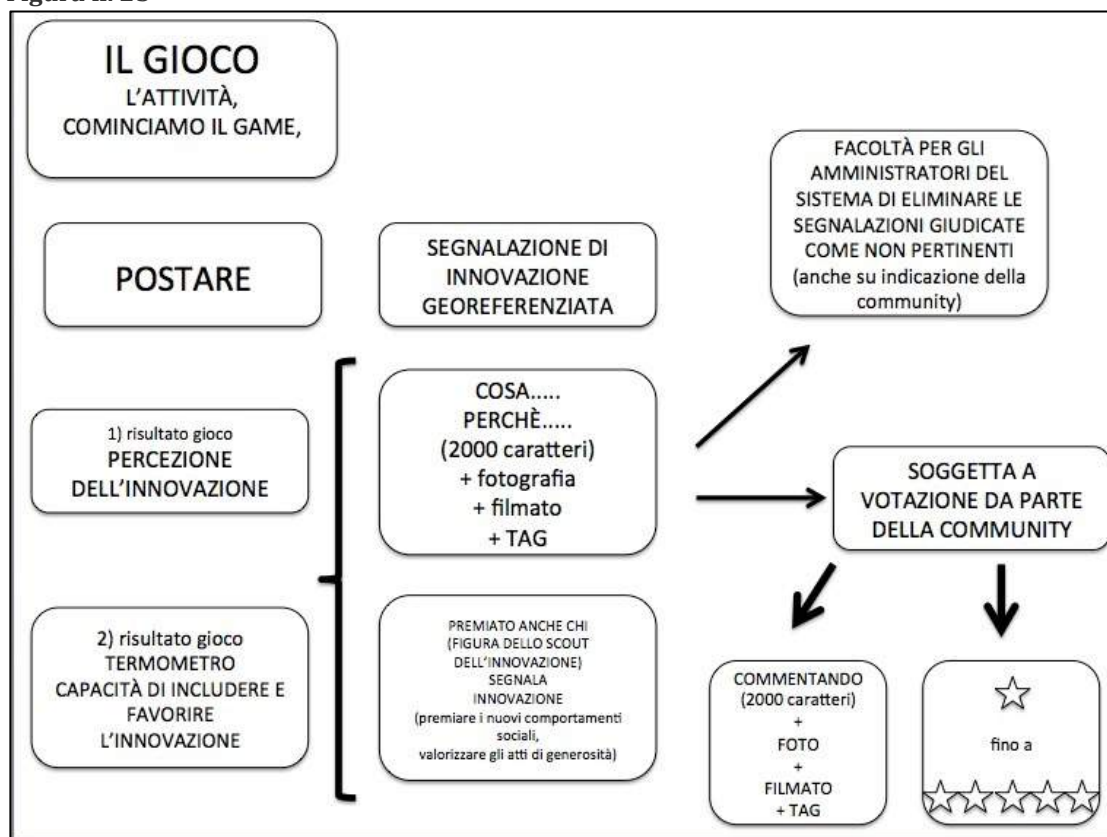 IL GIOCO
L'ATTIVITÀ,
COMINCIAMO IL GAME,
POSTARE
SEGNALAZIONE DI
INNOVAZIONE
GEOREFERENZIATA
FACOLTÀ PER GLI
AMMINISTRATORI DEL
SISTEMA DI ELIMINARE LE
SEGNALAZIONI GIUDICATE
COME NON PERTINENTI
(anche su indicazione della
community)
1) risultato gioco
PERCEZIONE
DELL'INNOVAZIONE
COSA.....
PERCHÈ.....
(2000 caratteri)
+ fotografia
+ filmato
+ TAG
SOGGETTA A
VOTAZIONE DA PARTE
DELLA COMMUNITY
2) risultato gioco
TERMOMETRO
CAPACITÀ DI INCLUDERE E
FAVORIRE
L'INNOVAZIONE
PREMIATO ANCHE CHI
(FIGURA DELLO SCOUT
DELL'INNOVAZIONE)
SEGNALA
INNOVAZIONE
(premiare i nuovi comportamenti
sociali,
valorizzare gli atti di generosità)
COMMENTANDO
(2000 caratteri)
+
FOTO
+
FILMATO
+ TAG
fino a